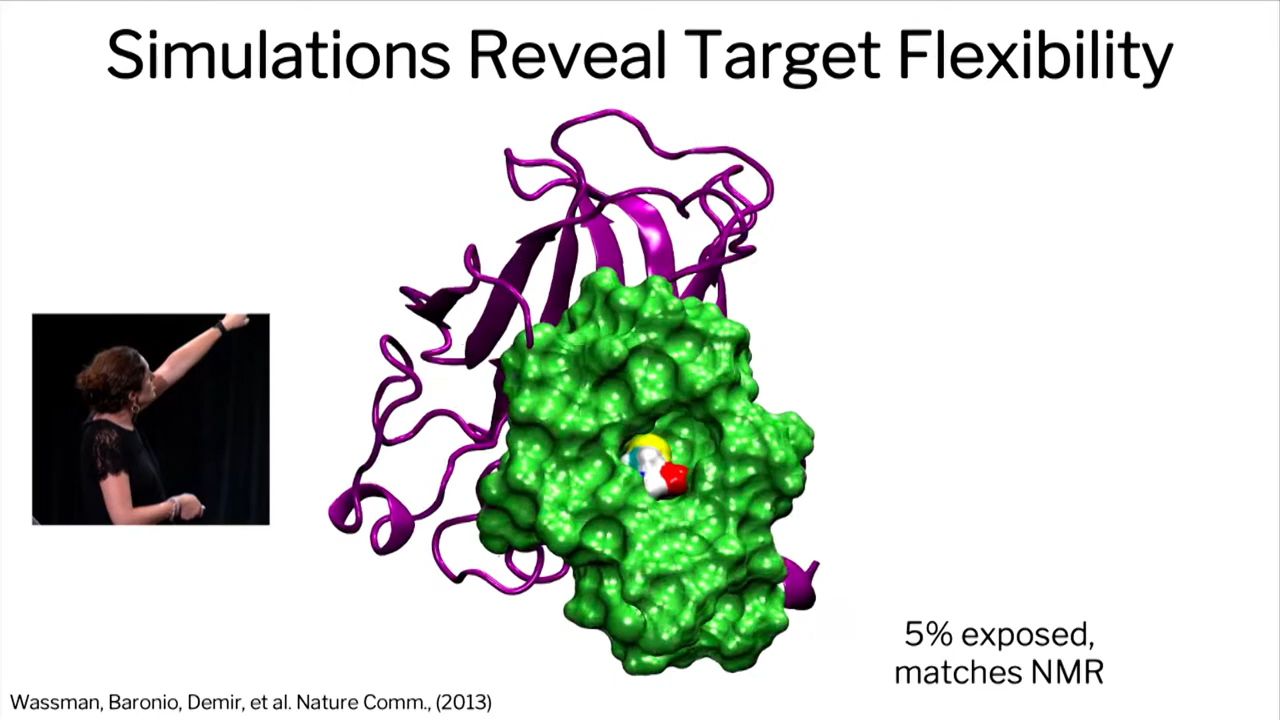 Simulations Reveal Target Flexibility
5% exposed,
matches NMR
Wassman, Baronio, Demir, et al. Nature Comm., (2013)